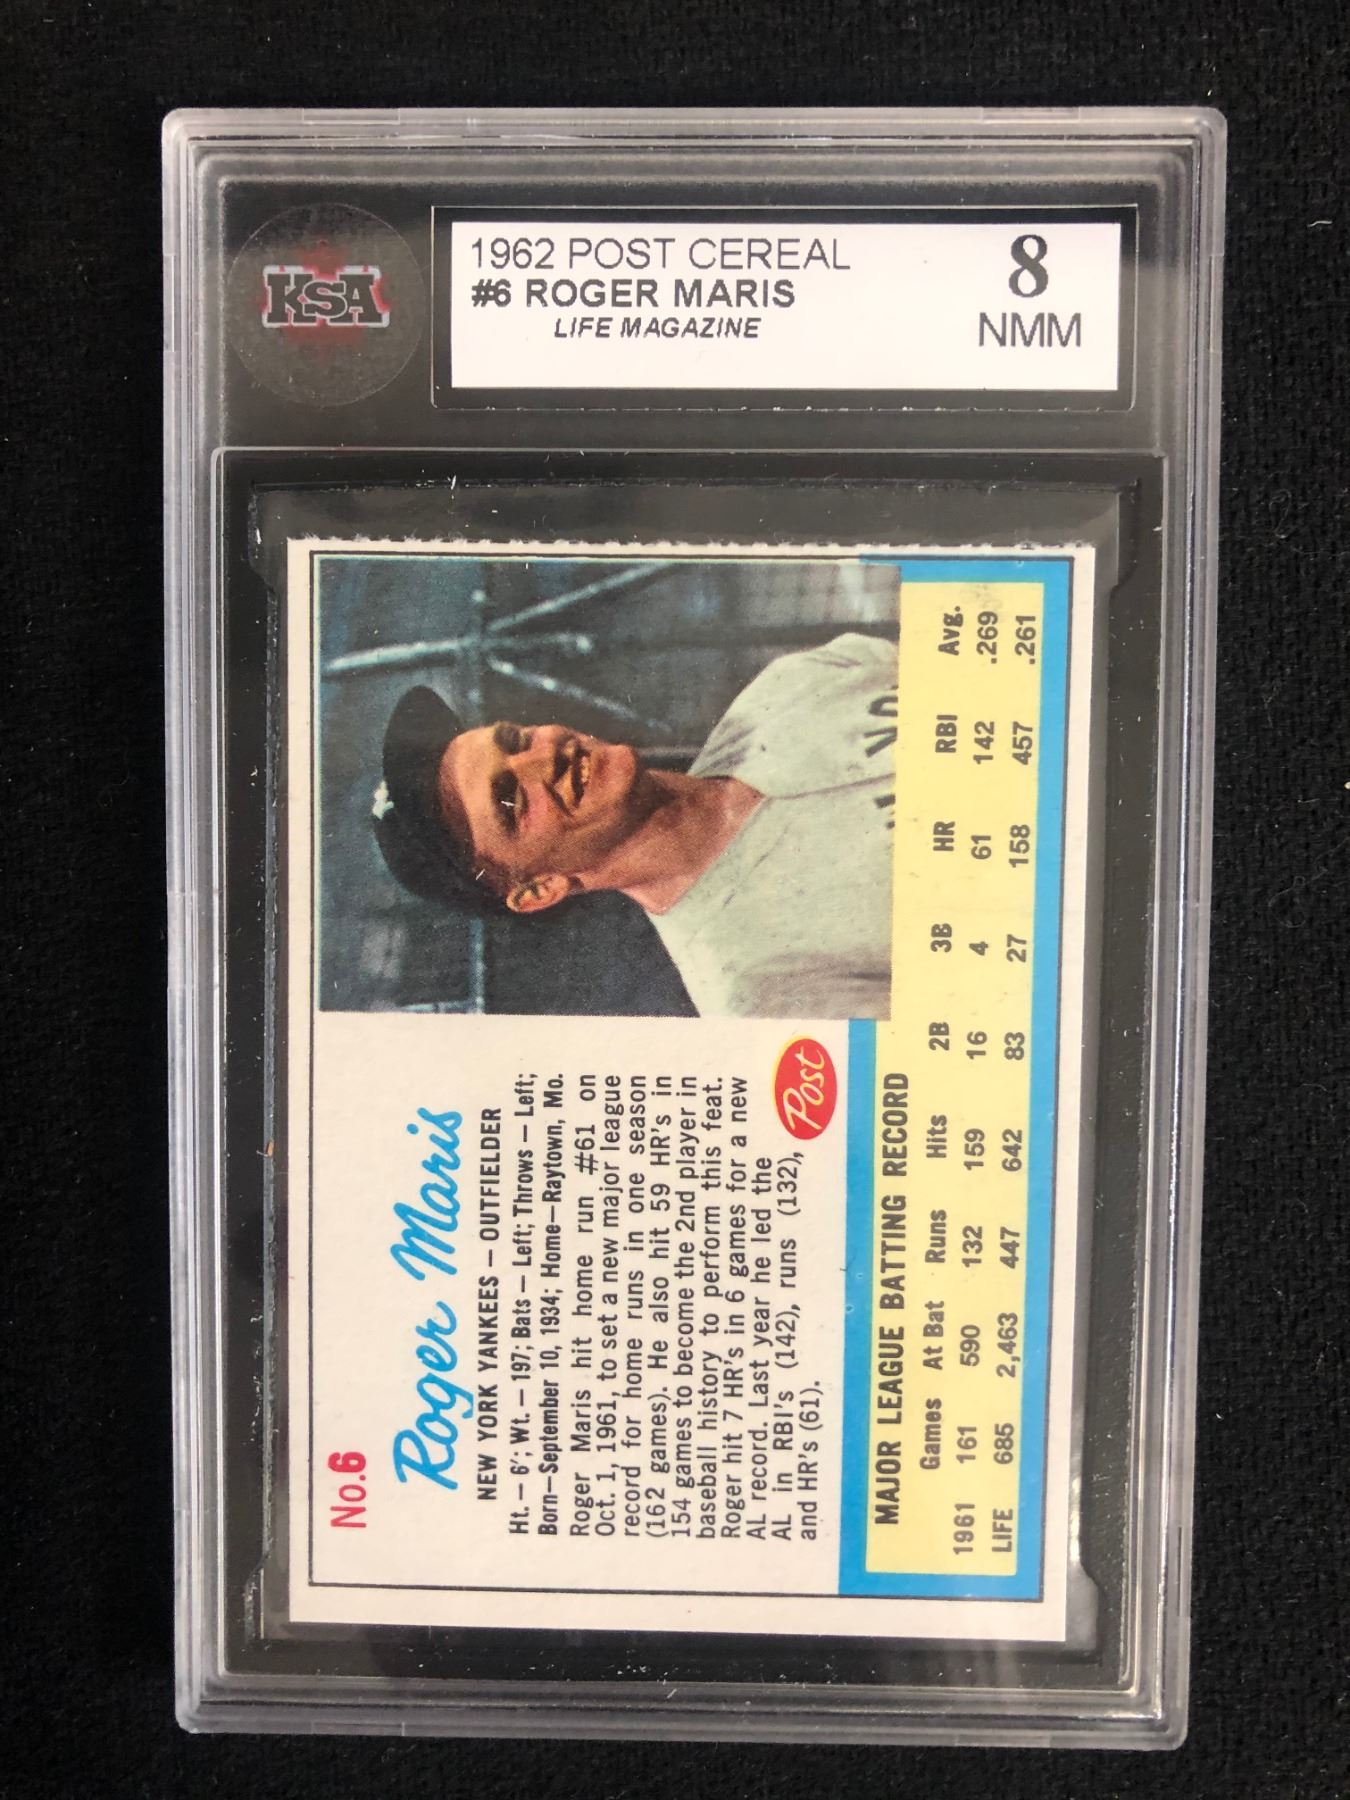 KSA
1962 POST CEREAL
#6 ROGER MARIS
LIFE MAGAZINE
8
NMM
No.6
Roger Maris
NEW YORK YANKEES — OUTFIELDER
Ht. — 6'; Wt. — 197; Bats — Left; Throws — Left;
Born—September 10, 1934; Home—Raytown, Mo.
Roger Maris hit home run #61 on
Oct. 1, 1961, to set a new major league
record for home runs in one season
(162 games). He also hit 59 HR's in
154 games to become the 2nd player in
baseball history to perform this feat.
Roger hit 7 HR's in 6 games for a new
AL record. Last year he led the
AL in RBI's (142), runs (132),
and HR's (61).
Post
MAJOR LEAGUE BATTING RECORD
Games At Bat Runs Hits 2B 3B HR RBI Avg.
1961 161 590 132 159 16 4 61 142 .269
LIFE 685 2,463 447 642 83 27 158 457 .261